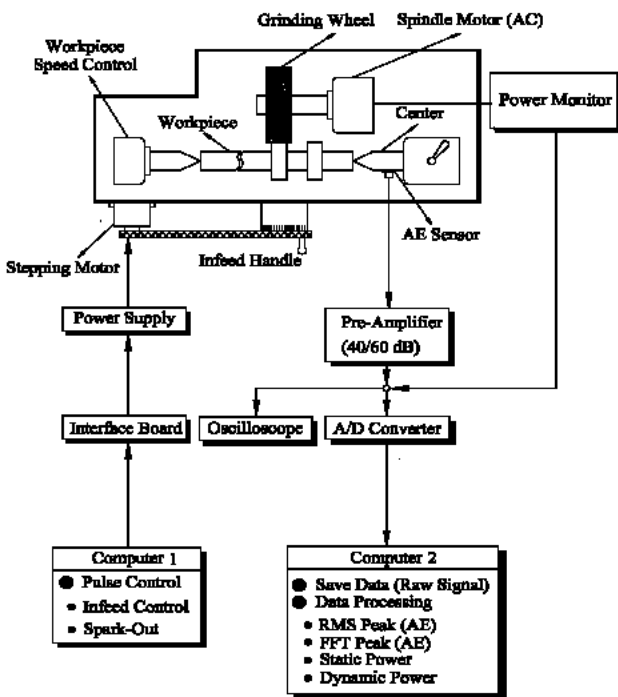 Grinding Wheel
Spindle Motor (AC)
Workpiece
Speed Control
Power Monitor
Workpiece
Center
AE Sensor
Stepping Motor
Infeed Handle
Power Supply
Pre-Amplifier
(40/60 dB)
Interface Board
Oscilloscope
A/D Converter
Computer 1
Pulse Control
Infeed Control
Spark-Out
Computer 2
Save Data (Raw Signal)
Data Processing
RMS Peak (AE)
FFT Peak (AE)
Static Power
Dynamic Power